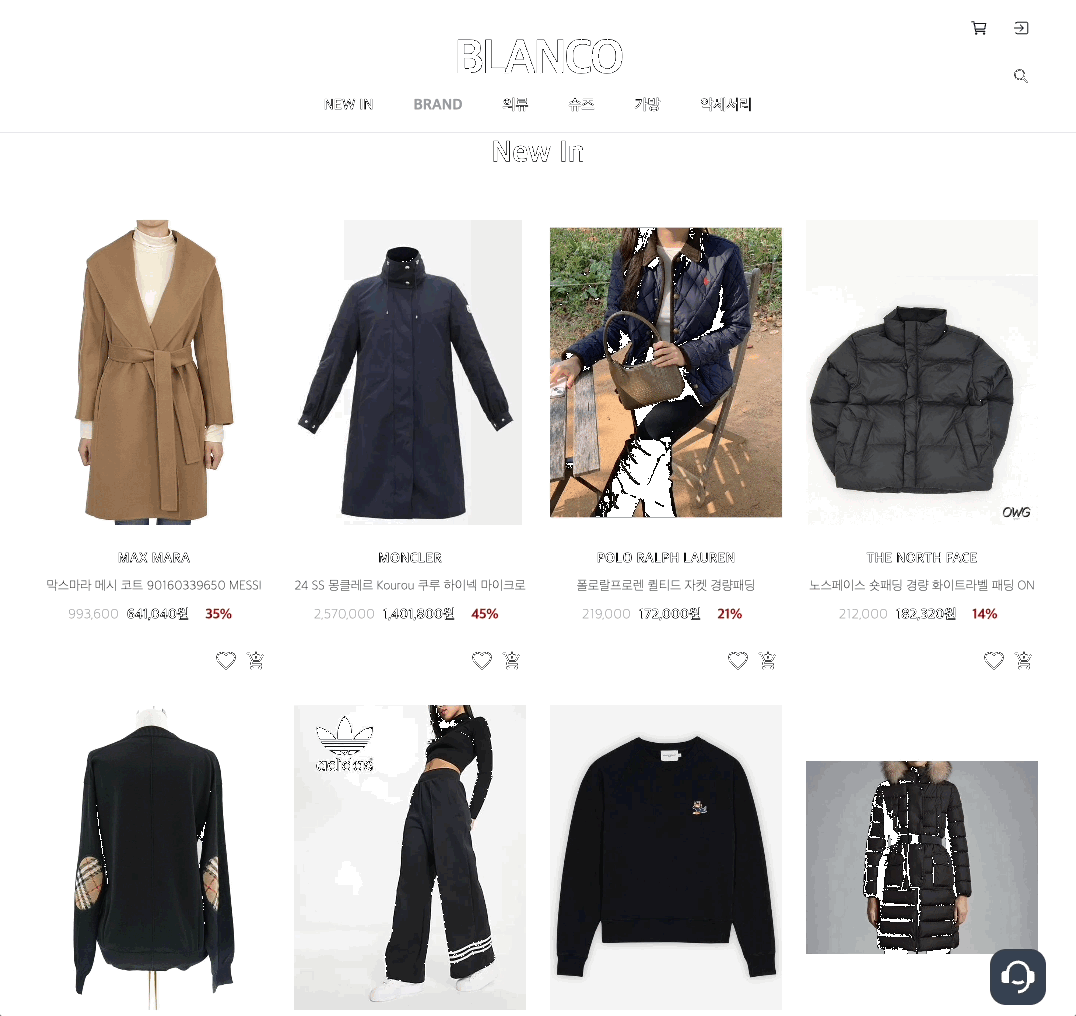 BLANCO
NEW IN BRAND 의류 슈즈 가방 악세서리
New In
OWG
MAX MARA
막스마라 메시 코트 90160339650 MESSI
993,600 641,040원 35%
MONCLER
24 SS 몽클레르 Kourou 쿠루 하이넥 마이크로
2,570,000 1,401,800원 45%
POLO RALPH LAUREN
폴로랄프로렌 퀼티드 자켓 경량패딩
219,000 172,000원 21%
THE NORTH FACE
노스페이스 숏패딩 경량 화이트라벨 패딩 ON
212,000 182,320원 14%
adidas